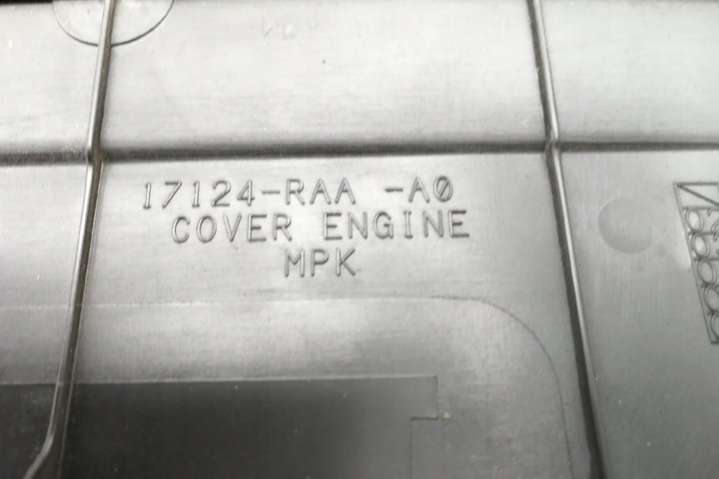 17124-RAA -A0
COVER ENGINE
MPK